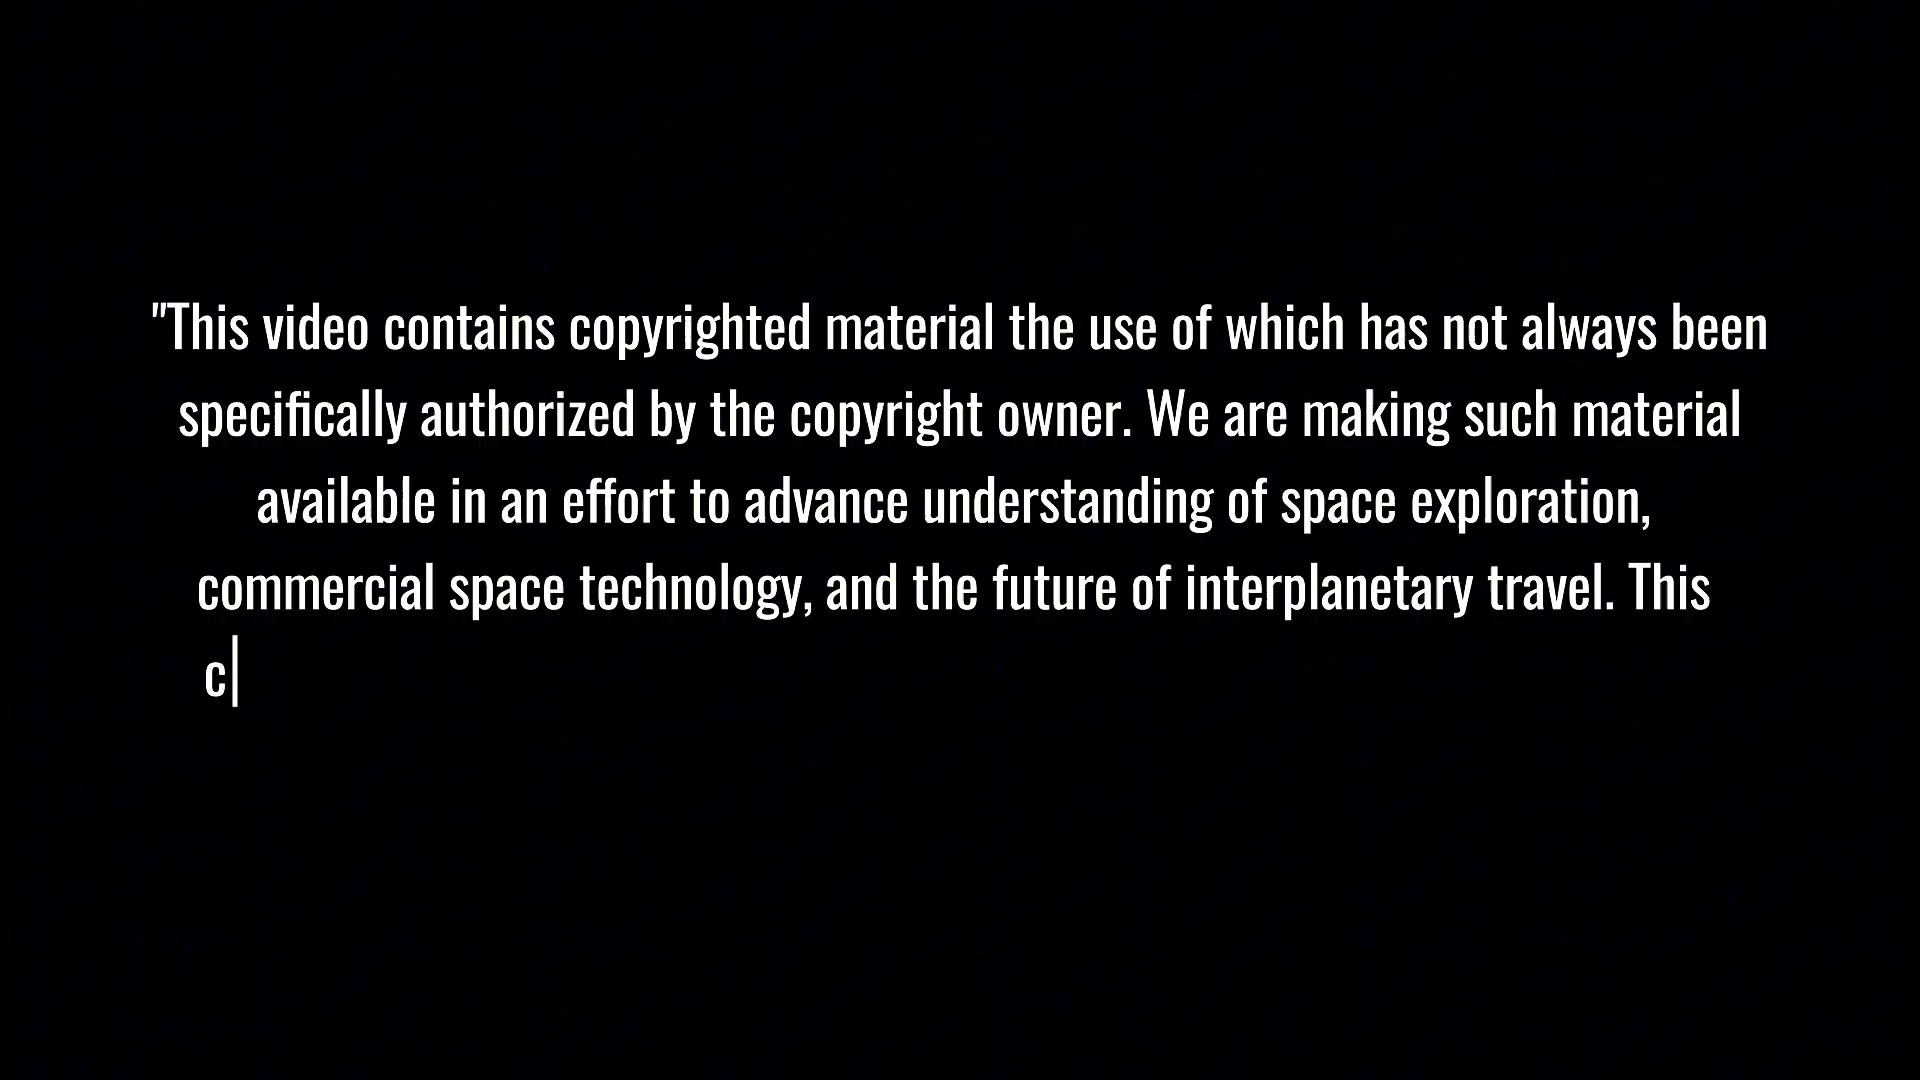 "This video contains copyrighted material the use of which has not always been
specifically authorized by the copyright owner. We are making such material
available in an effort to advance understanding of space exploration,
commercial space technology, and the future of interplanetary travel. This
c